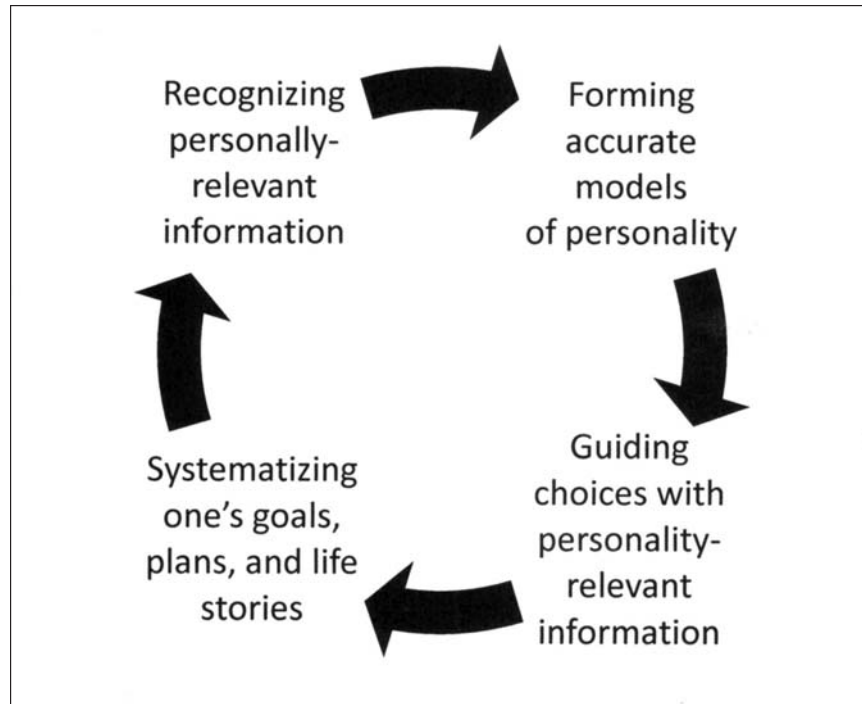 Recognizing
personally-
relevant
information
Forming
accurate
models
of personality
Guiding
choices with
personality-
relevant
information
Systematizing
one's goals,
plans, and life
stories